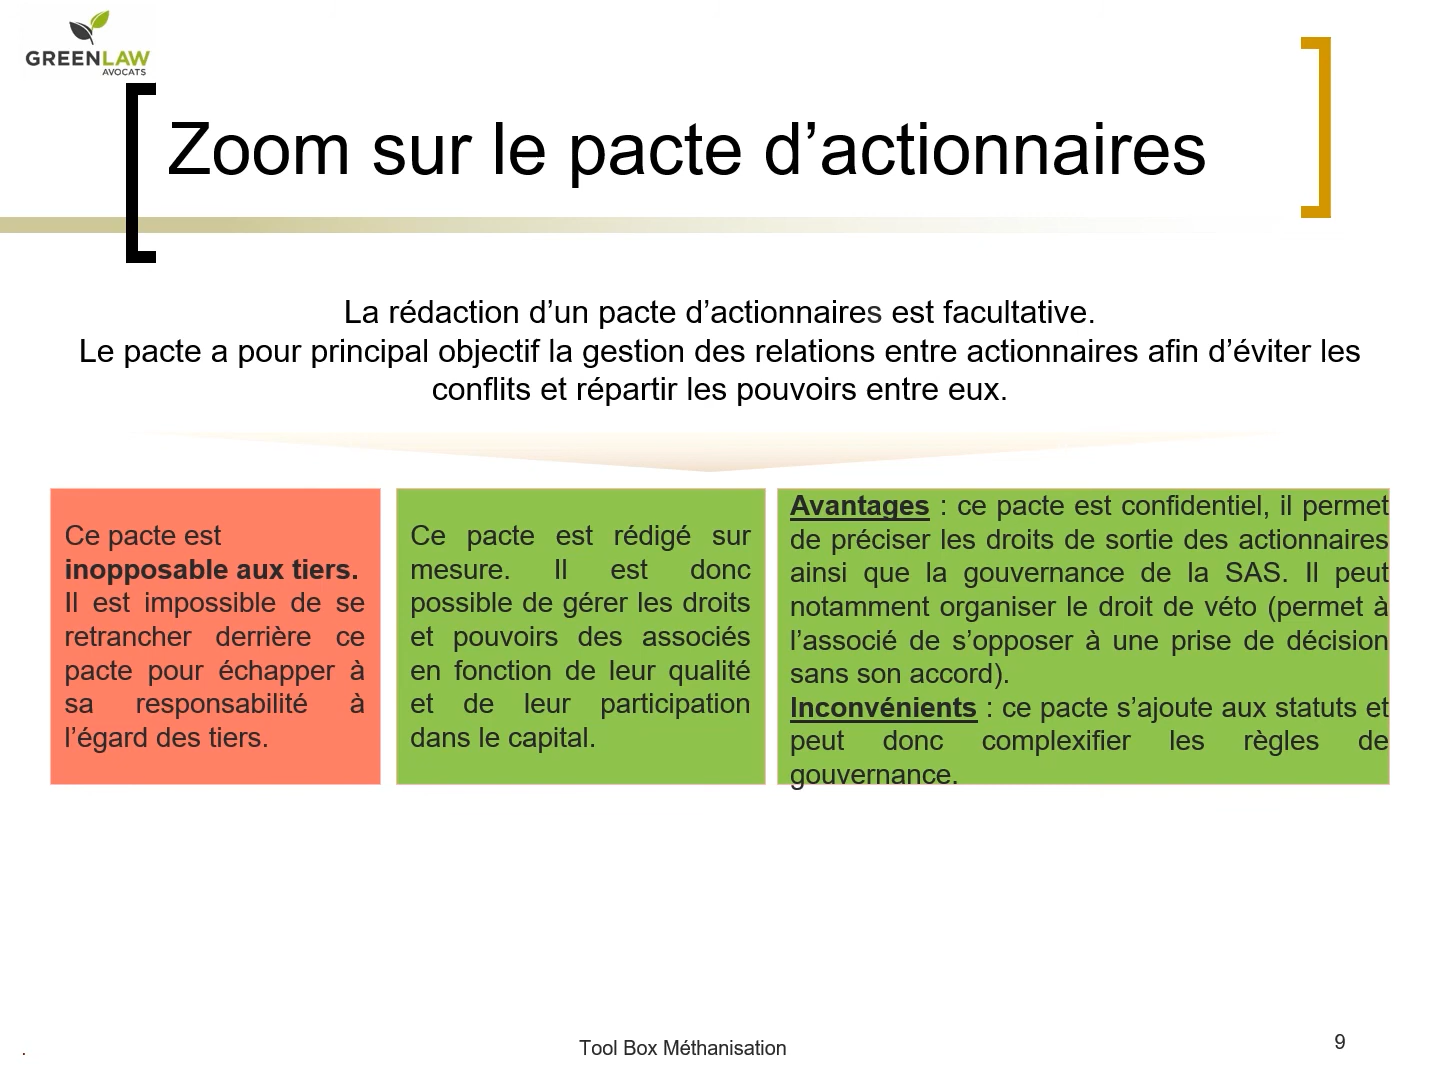 GREENLAW
AVOCATS
Zoom sur le pacte d’actionnaires
La rédaction d’un pacte d’actionnaires est facultative.
Le pacte a pour principal objectif la gestion des relations entre actionnaires afin d’éviter les
conflits et répartir les pouvoirs entre eux.
Ce pacte est
inopposable aux tiers.
Il est impossible de se
retrancher derrière ce
pacte pour échapper à
sa responsabilité à
l’égard des tiers.
Ce pacte est rédigé sur
mesure. Il est donc
possible de gérer les droits
et pouvoirs des associés
en fonction de leur qualité
et de leur participation
dans le capital.
Avantages : ce pacte est confidentiel, il permet
de préciser les droits de sortie des actionnaires
ainsi que la gouvernance de la SAS. Il peut
notamment organiser le droit de véto (permet à
l’associé de s’opposer à une prise de décision
sans son accord).
Inconvénients : ce pacte s’ajoute aux statuts et
peut donc complexifier les règles de
gouvernance.
.
Tool Box Méthanisation
9